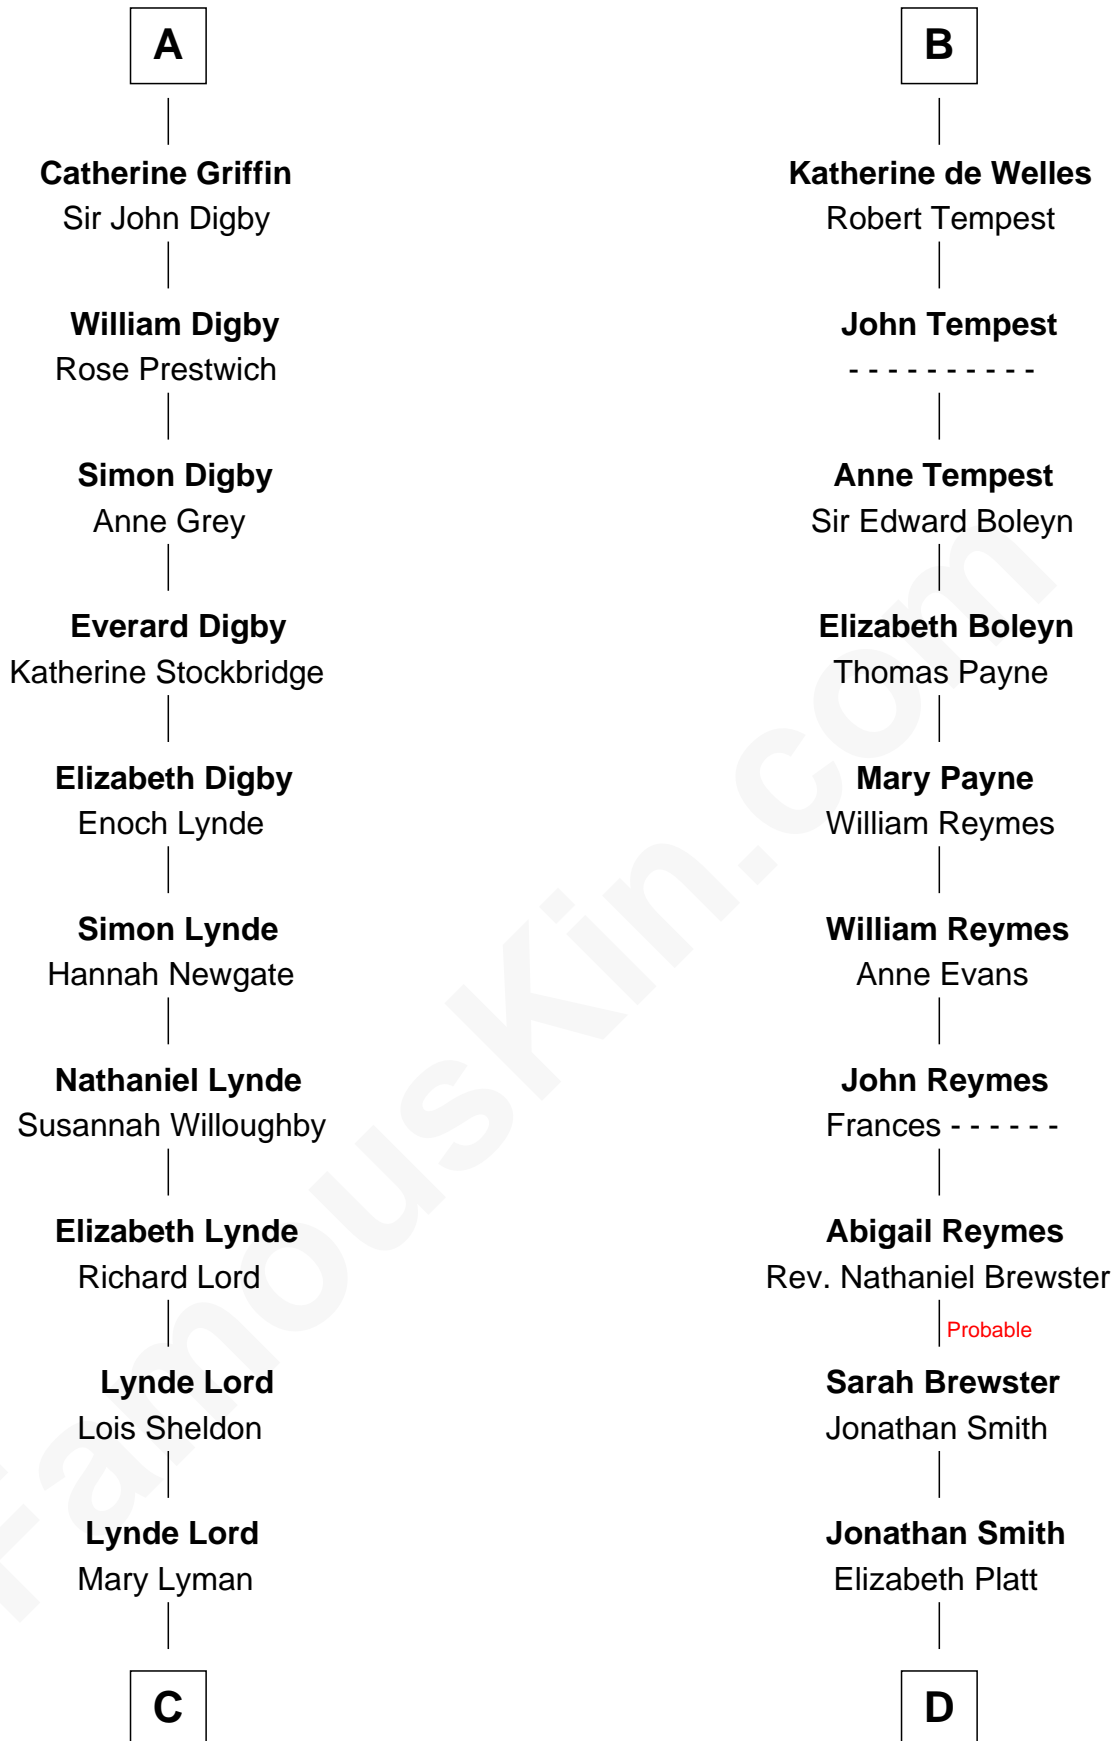 A
Catherine Griffin
Sir John Digby
William Digby
Rose Prestwich
Simon Digby
Anne Grey
Everard Digby
Katherine Stockbridge
Elizabeth Digby
Enoch Lynde
Simon Lynde
Hannah Newgate
Nathaniel Lynde
Susannah Willoughby
Elizabeth Lynde
Richard Lord
Lynde Lord
Lois Sheldon
Lynde Lord
Mary Lyman
C
B
Katherine de Welles
Robert Tempest
John Tempest
- - - - - - - - - -
Anne Tempest
Sir Edward Boleyn
Elizabeth Boleyn
Thomas Payne
Mary Payne
William Reymes
William Reymes
Anne Evans
John Reymes
Frances - - - - - -
Abigail Reymes
Rev. Nathaniel Brewster
Probable
Sarah Brewster
Jonathan Smith
Jonathan Smith
Elizabeth Platt
D
FamousKin.com